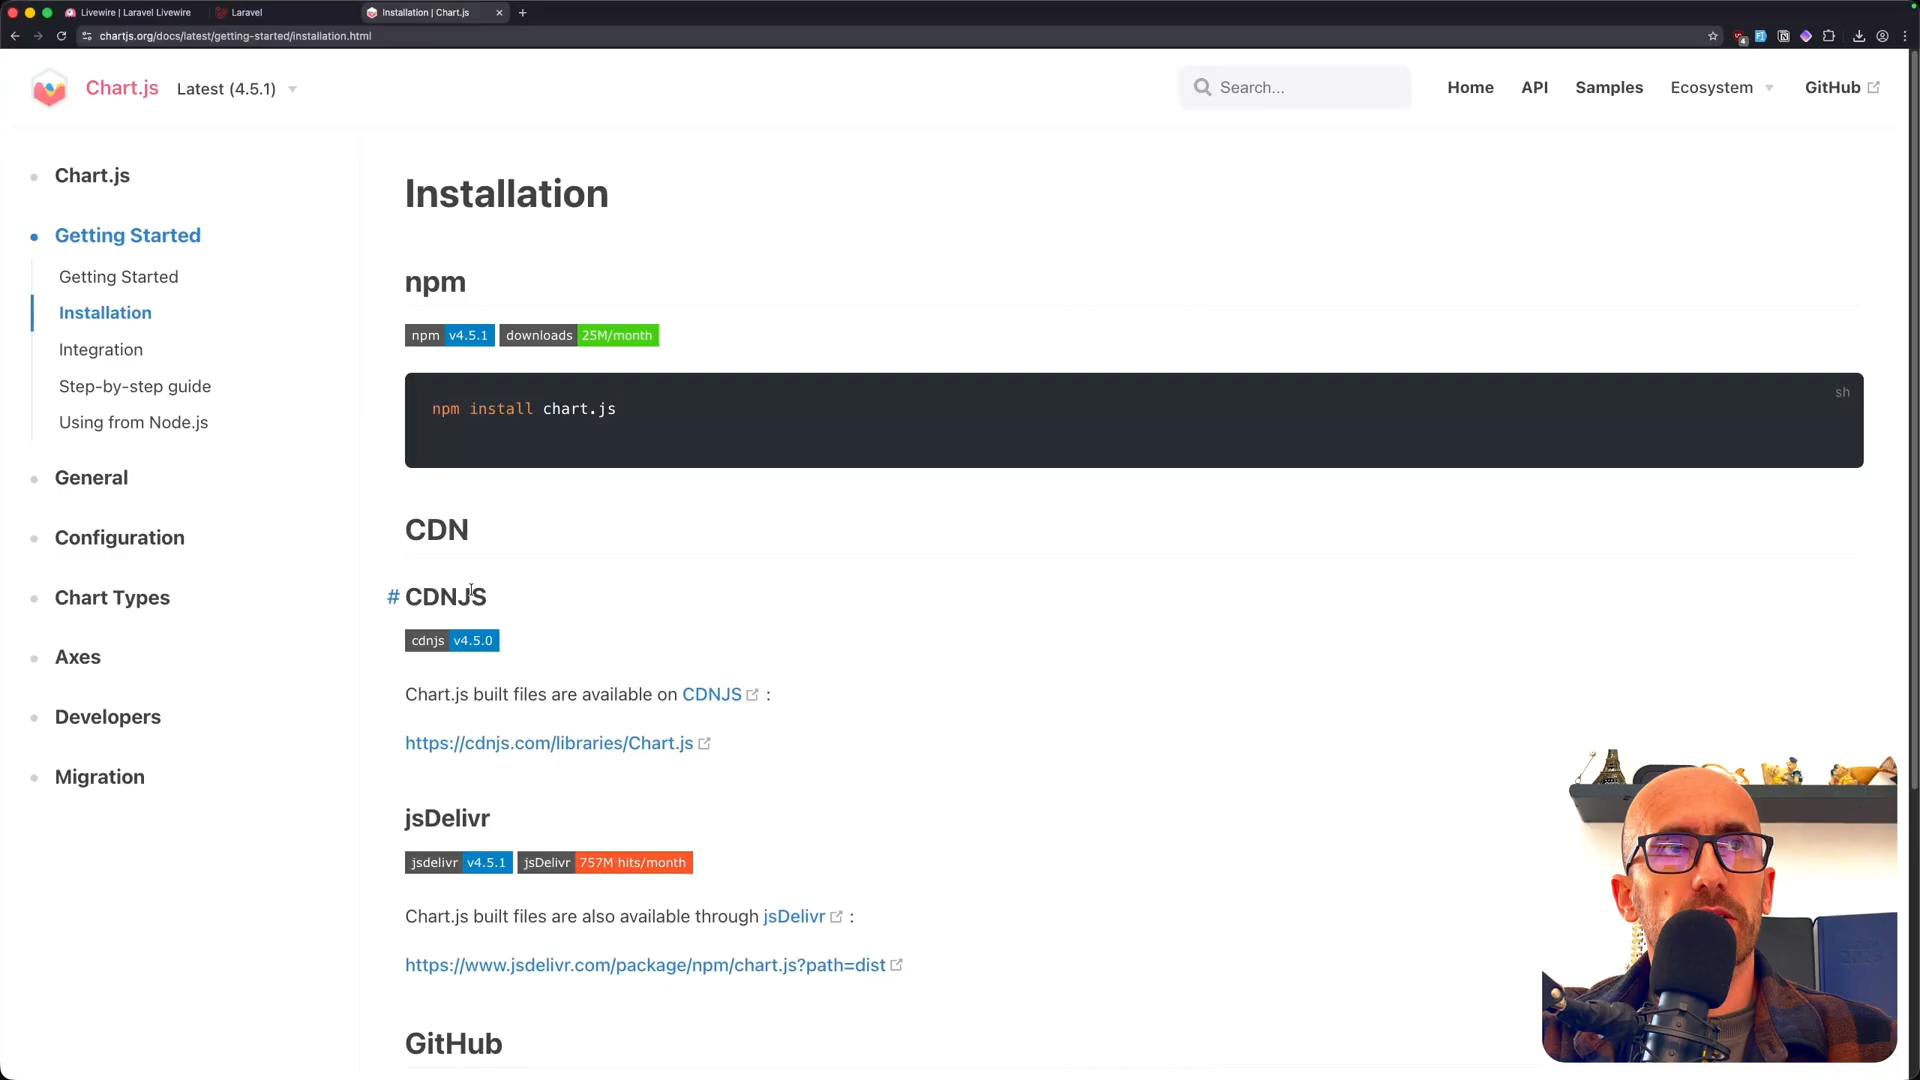 Livewire | Laravel Livewire
Laravel
Installation | Chart.js
chartjs.org/docs/latest/getting-started/installation.html
4
Chart.js
Latest (4.5.1)
Search...
Home
API
Samples
Ecosystem
GitHub
Chart.js
Getting Started
Getting Started
Installation
Integration
Step-by-step guide
Using from Node.js
General
Configuration
Chart Types
Axes
Developers
Migration
Installation
npm
npm v4.5.1 downloads 25M/month
sh
npm install chart.js
CDN
# CDNJS
cdnjs v4.5.0
Chart.js built files are available on CDNJS :
https://cdnjs.com/libraries/Chart.js
jsDelivr
jsdelivr v4.5.1 jsDelivr 757M hits/month
Chart.js built files are also available through jsDelivr :
https://www.jsdelivr.com/package/npm/chart.js?path=dist
GitHub